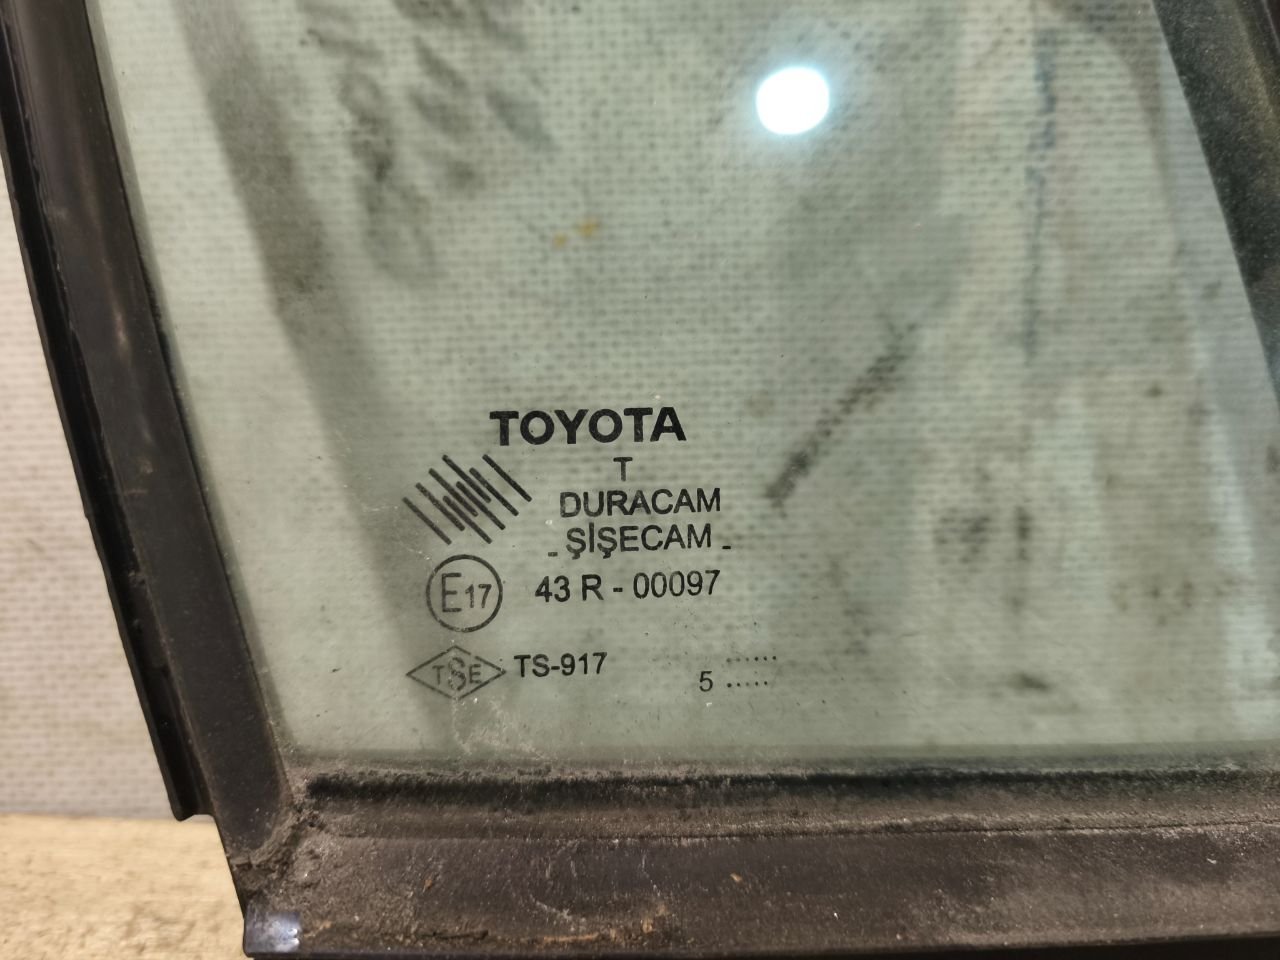 TOYOTA
T
DURACAM
ŞİŞECAM
E17 43 R - 00097
TSE TS-917
5 ......